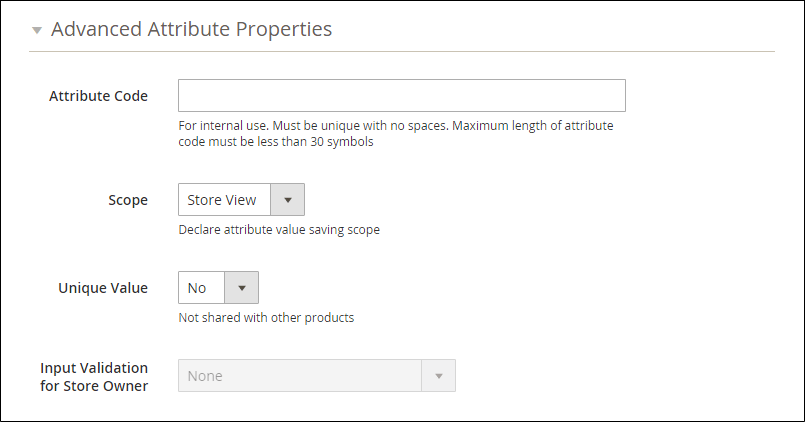 Advanced Attribute Properties
Attribute Code
For internal use. Must be unique with no spaces. Maximum length of attribute
code must be less than 30 symbols
Scope
Store View
Declare attribute value saving scope
Unique Value
No
Not shared with other products
Input Validation
for Store Owner
None